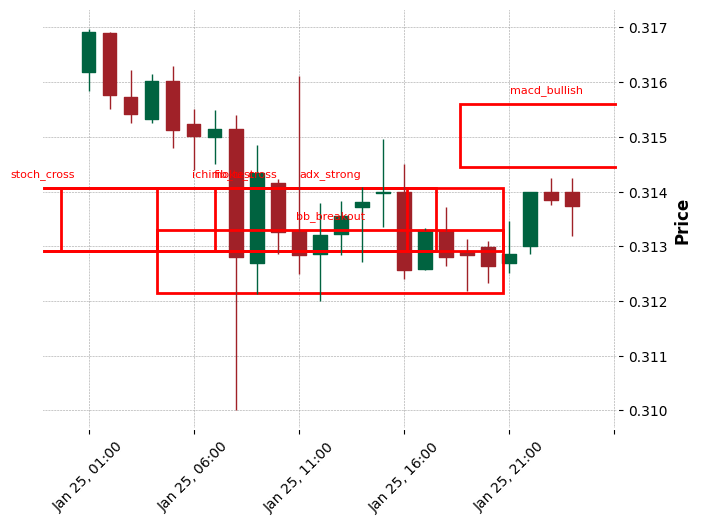 0.317
macd_bullish
0.316
0.315
stoch_cross
adx_strong
0.314
bb_breakout
Price
0.313
0.312
0.311
0.310
Jan 25, 01:00
Jan 25, 06:00
Jan 25, 11:00
Jan 25, 16:00
Jan 25, 21:00